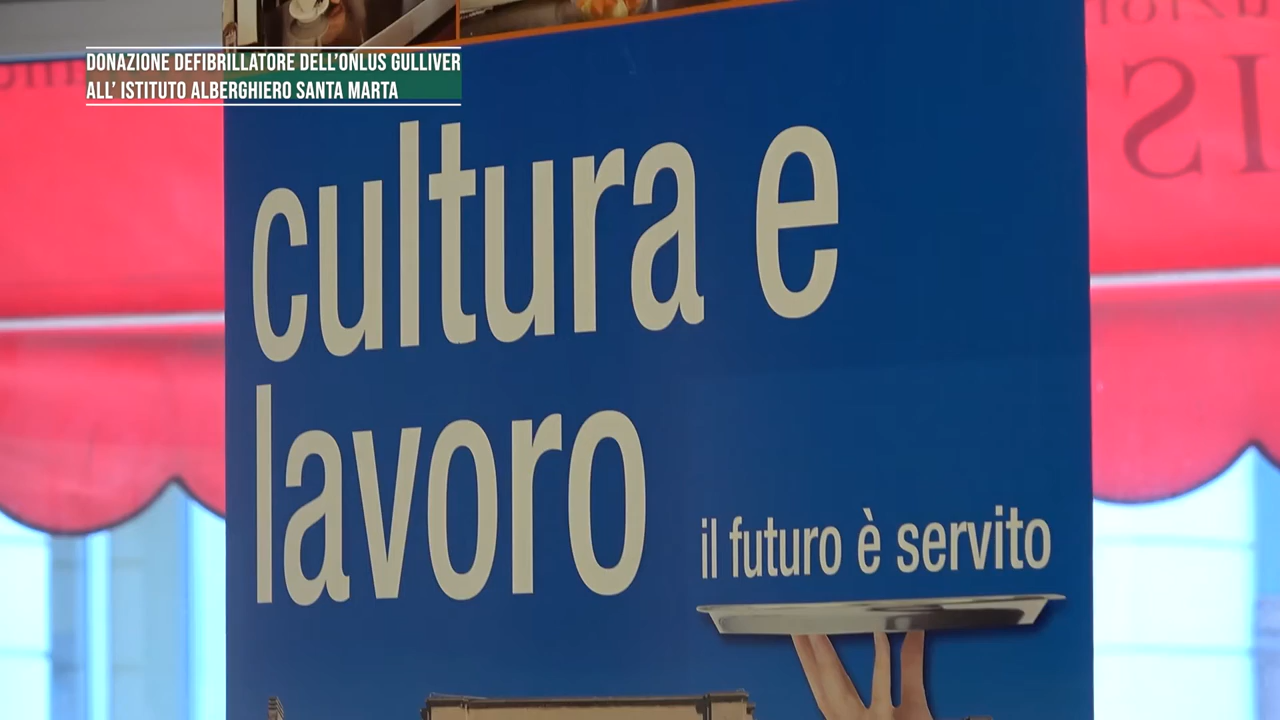 DONAZIONE DEFIBRILLATORE DELL'ONLUS GULLIVER
ALL' ISTITUTO ALBERGHIERO SANTA MARTA
cultura e
lavoro
il futuro è servito